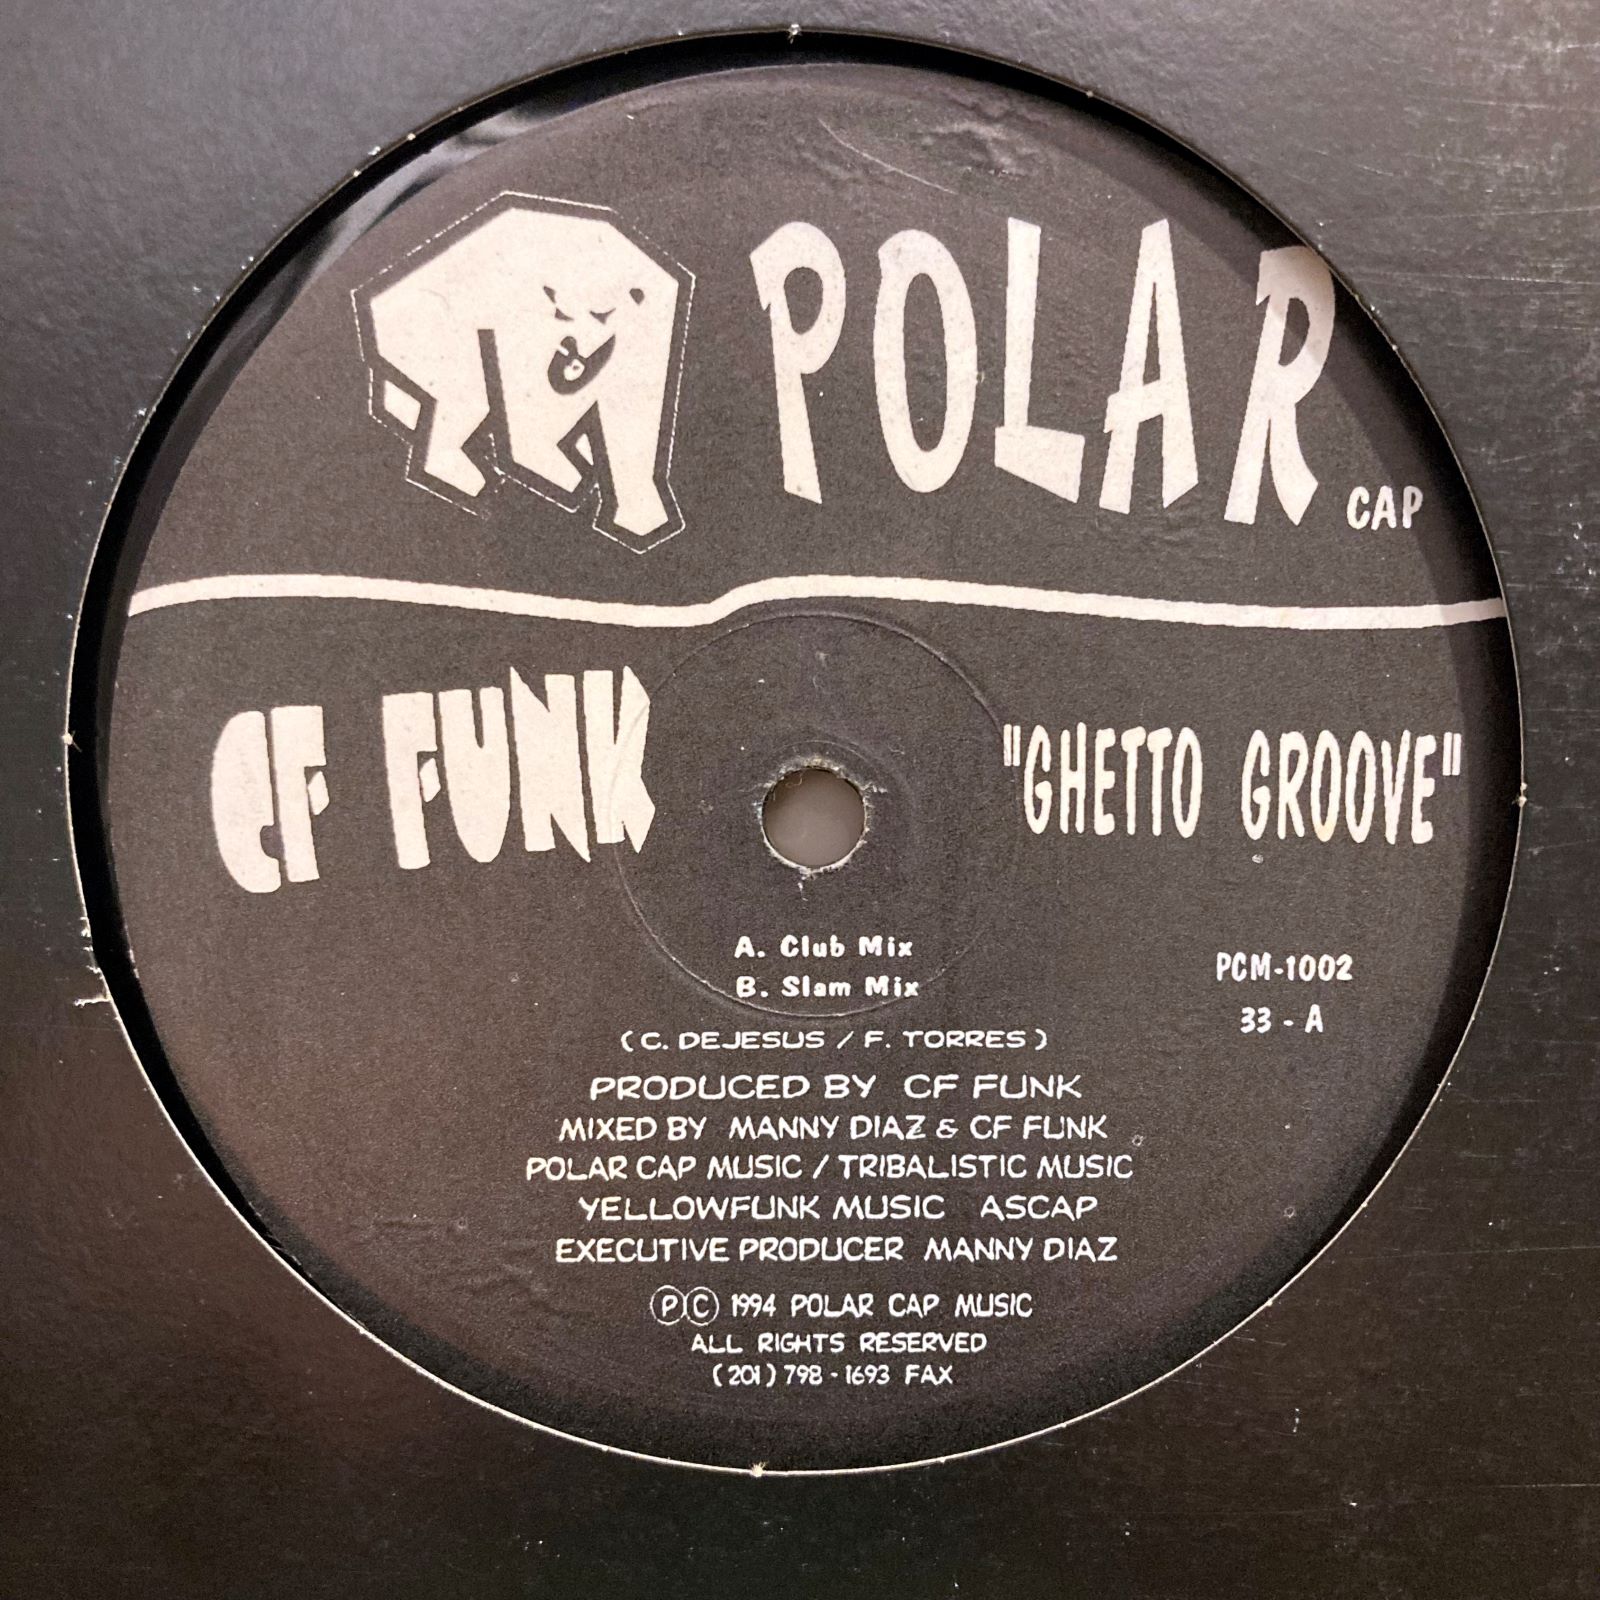 POLAR
CAP
CF FUNK
"GHETTO GROOVE"
A. Club Mix
B. Slam Mix
PCM-1002
33 - A
( C. DEJESUS / F. TORRES )
PRODUCED BY CF FUNK
MIXED BY MANNY DIAZ & CF FUNK
POLAR CAP MUSIC / TRIBALISTIC MUSIC
YELLOWFUNK MUSIC ASCAP
EXECUTIVE PRODUCER MANNY DIAZ
Ⓟ© 1994 POLAR CAP MUSIC
ALL RIGHTS RESERVED
(201) 798 - 1693 FAX